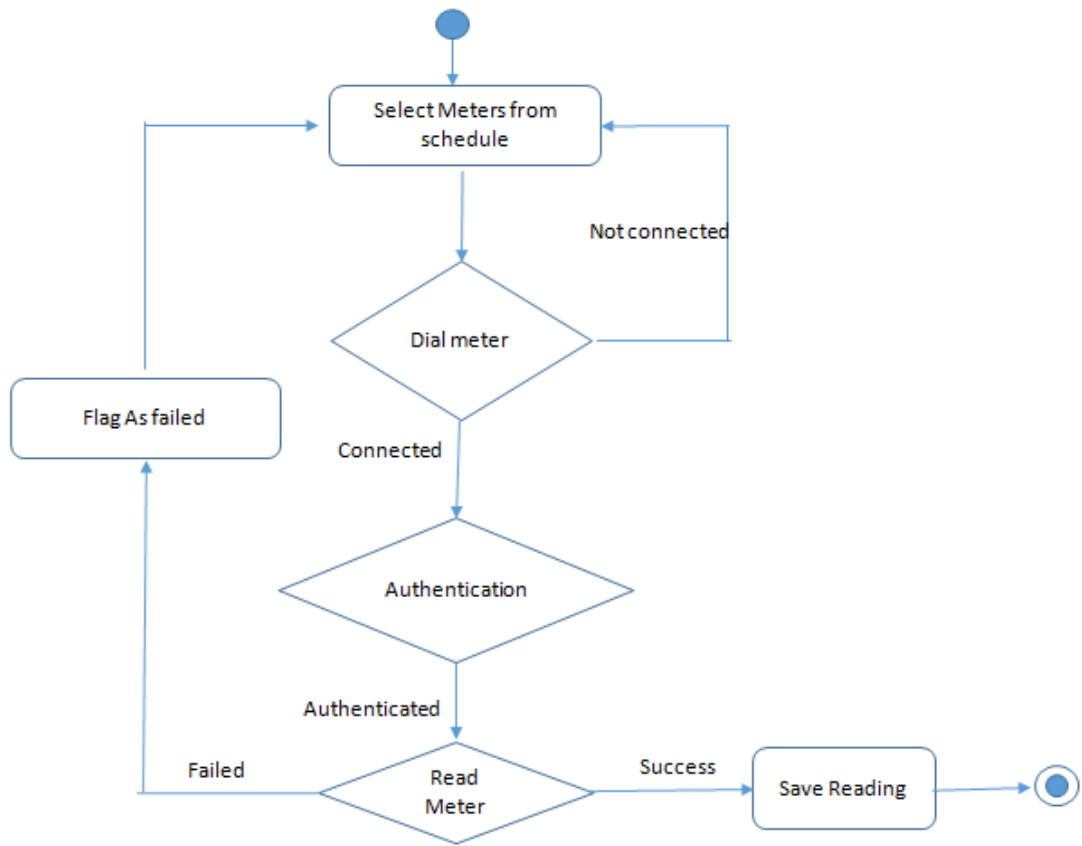 Select Meters from
schedule
Not connected
Dial meter
Flag As failed
Connected
Authentication
Authenticated
Failed
Read
Meter
Success
Save Reading